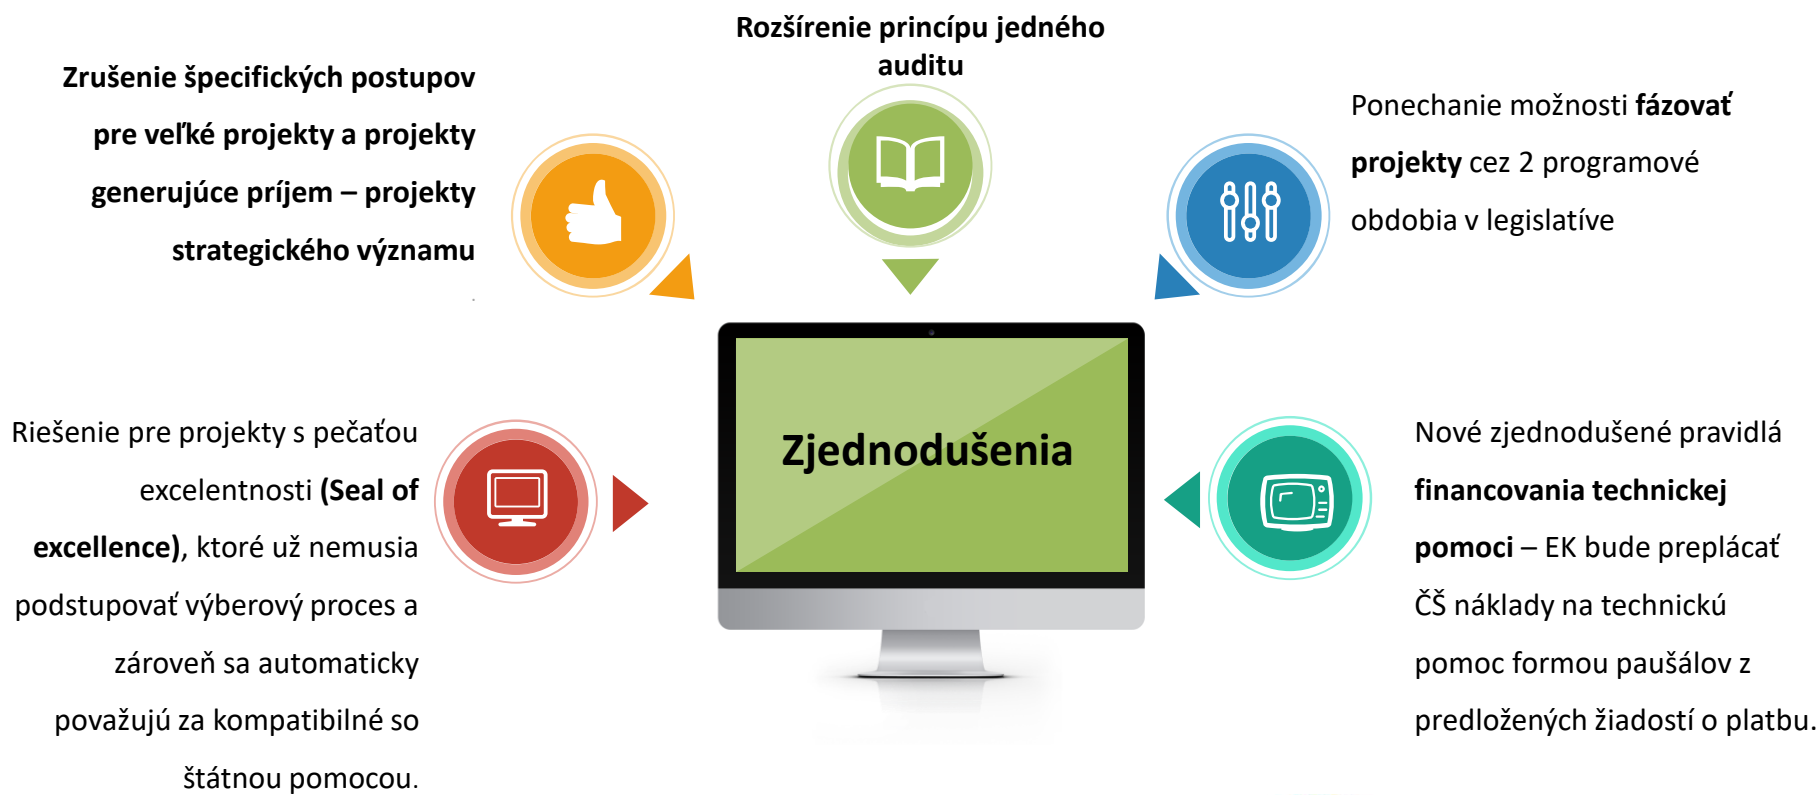 Rozšírenie princípu jedného
auditu
Zrušenie špecifických postupov
pre veľké projekty a projekty
generujúce príjem – projekty
strategického významu
.
Ponechanie možnosti fázovať
projekty cez 2 programové
obdobia v legislatíve
Zjednodušenia
Riešenie pre projekty s pečaťou
excelentnosti (Seal of
excellence), ktoré už nemusia
podstupovať výberový proces a
zároveň sa automaticky
považujú za kompatibilné so
štátnou pomocou.
Nové zjednodušené pravidlá
financovania technickej
pomoci – EK bude preplácať
ČŠ náklady na technickú
pomoc formou paušálov z
predložených žiadostí o platbu.